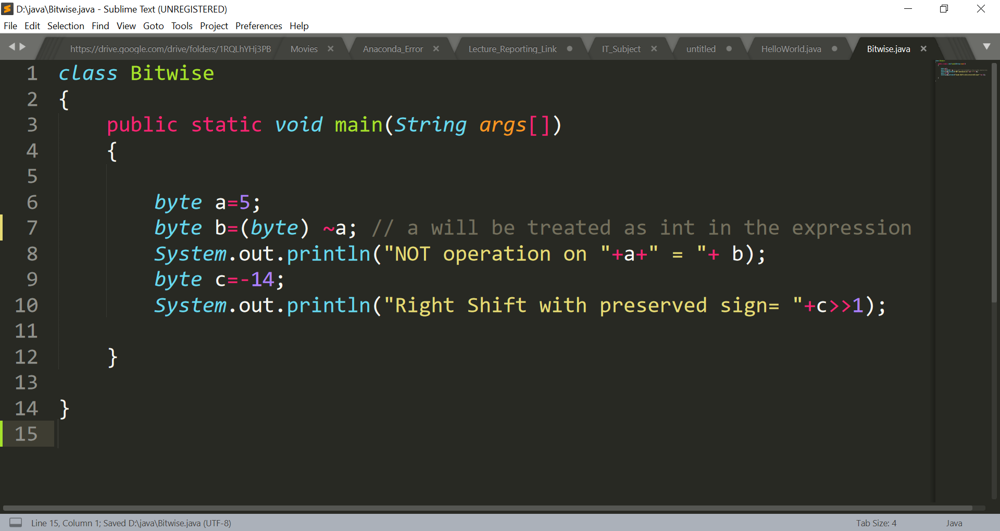 D:\java\Bitwise.java - Sublime Text (UNREGISTERED)
File Edit Selection Find View Goto Tools Project Preferences Help
https://drive.google.com/drive/folders/1RQLhYHj3PB Movies Anaconda_Error Lecture_Reporting_Link IT_Subject untitled HelloWorld.java Bitwise.java
1 class Bitwise
2 {
3 public static void main(String args[])
4 {
5
6 byte a=5;
7 byte b=(byte) ~a; // a will be treated as int in the expression
8 System.out.println("NOT operation on "+a+" = "+ b);
9 byte c=-14;
10 System.out.println("Right Shift with preserved sign= "+c>>1);
11
12 }
13
14 }
15
Line 15, Column 1; Saved D:\java\Bitwise.java (UTF-8) Tab Size: 4 Java